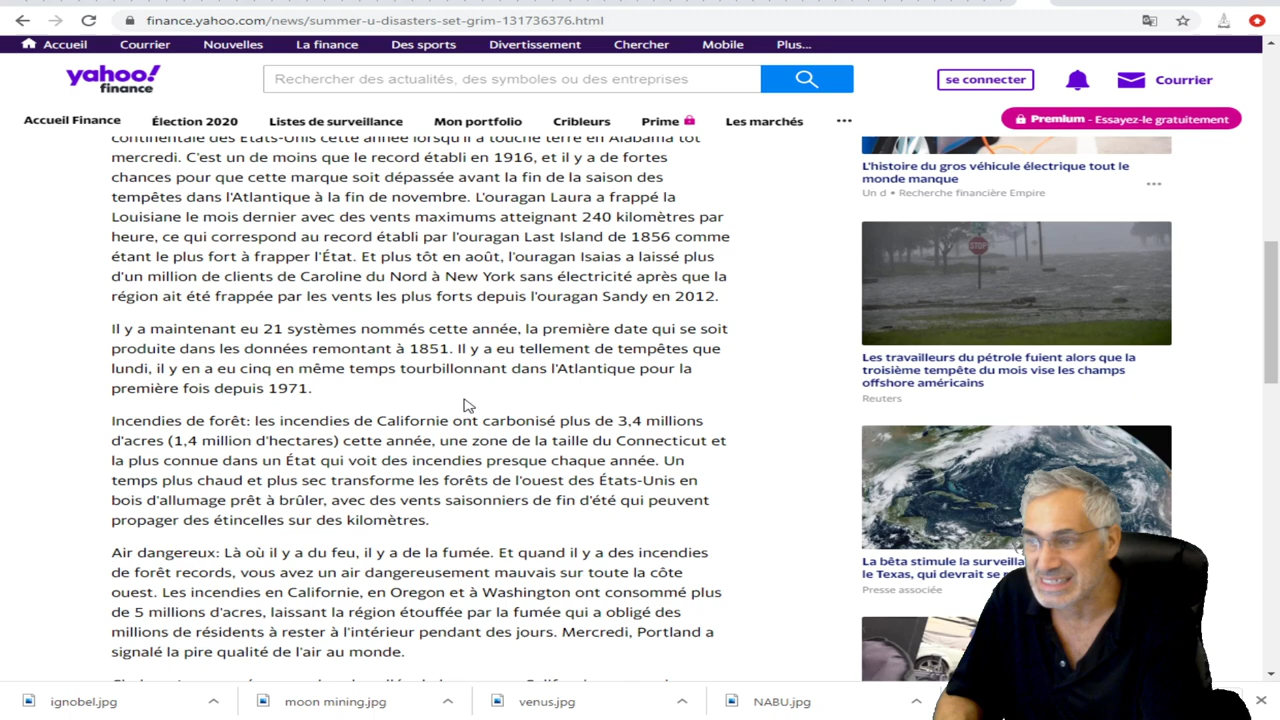 finance.yahoo.com/news/summer-u-disasters-set-grim-131736376.html
Accueil Courrier Nouvelles La finance Des sports Divertissement Chercher Mobile Plus...
yahoo!
finance
Rechercher des actualités, des symboles ou des entreprises
se connecter
Courrier
Accueil Finance Élection 2020 Listes de surveillance Mon portfolio Cribleurs Prime Les marchés ...
Premium - Essayez-le gratuitement
continentale des États-Unis cette année lorsqu'il a touché terre en Alabama tôt
mercredi. C'est un de moins que le record établi en 1916, et il y a de fortes
chances pour que cette marque soit dépassée avant la fin de la saison des
tempêtes dans l'Atlantique à la fin de novembre. L'ouragan Laura a frappé la
Louisiane le mois dernier avec des vents maximums atteignant 240 kilomètres par
heure, ce qui correspond au record établi par l'ouragan Last Island de 1856 comme
étant le plus fort à frapper l'État. Et plus tôt en août, l'ouragan Isaias a laissé plus
d'un million de clients de Caroline du Nord à New York sans électricité après que la
région ait été frappée par les vents les plus forts depuis l'ouragan Sandy en 2012.
Il y a maintenant eu 21 systèmes nommés cette année, la première date qui se soit
produite dans les données remontant à 1851. Il y a eu tellement de tempêtes que
lundi, il y en a eu cinq en même temps tourbillonnant dans l'Atlantique pour la
première fois depuis 1971.
Incendies de forêt: les incendies de Californie ont carbonisé plus de 3,4 millions
d'acres (1,4 million d'hectares) cette année, une zone de la taille du Connecticut et
la plus connue dans un État qui voit des incendies presque chaque année. Un
temps plus chaud et plus sec transforme les forêts de l'ouest des États-Unis en
bois d'allumage prêt à brûler, avec des vents saisonniers de fin d'été qui peuvent
propager des étincelles sur des kilomètres.
Air dangereux: Là où il y a du feu, il y a de la fumée. Et quand il y a des incendies
de forêt records, vous avez un air dangereusement mauvais sur toute la côte
ouest. Les incendies en Californie, en Oregon et à Washington ont consommé plus
de 5 millions d'acres, laissant la région étouffée par la fumée qui a obligé des
millions de résidents à rester à l'intérieur pendant des jours. Mercredi, Portland a
signalé la pire qualité de l'air au monde.
L'histoire du gros véhicule électrique tout le
monde manque
Un d • Recherche financière Empire
STOP
Les travailleurs du pétrole fuient alors que la
troisième tempête du mois vise les champs
offshore américains
Reuters
La bêta stimule la surveilla
le Texas, qui devrait se
Presse associée
ignobel.jpg moon mining.jpg venus.jpg NABU.jpg